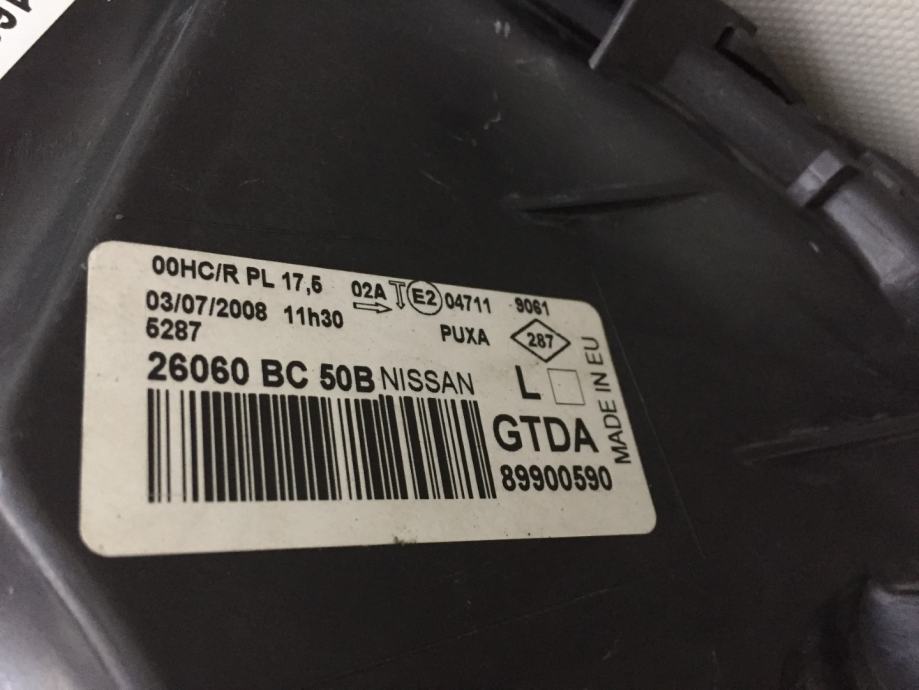 00HC/R PL 17,5 02A E2 04711 9061
03/07/2008 11h30 PUXA 287
5287
26060 BC 50B NISSAN L
GTDA
89900590
MADE IN EU